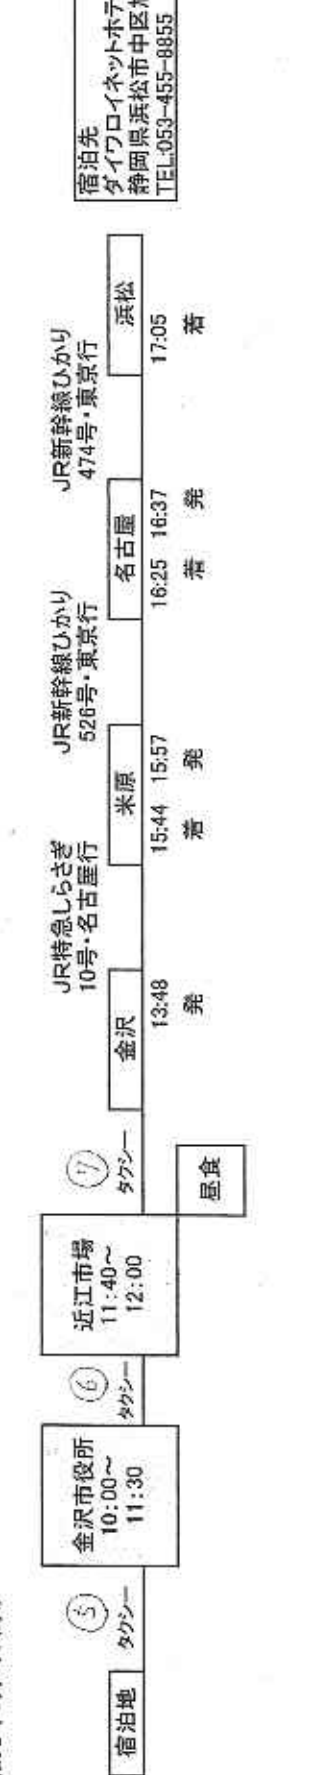 宿泊地
⑤
タクシー
金沢市役所
10:00～
11:30
⑥
タクシー
近江市場
11:40～
12:00
昼食
⑦
タクシー
金沢
13:48
発
JR特急しらさぎ
10号・名古屋行
米原
15:44 15:57
着 発
JR新幹線ひかり
526号・東京行
名古屋
16:25 16:37
着 発
JR新幹線ひかり
474号・東京行
浜松
17:05
着
宿泊先
ダイワロイネットホテ
静岡県浜松市中区
TEL:053-455-8855